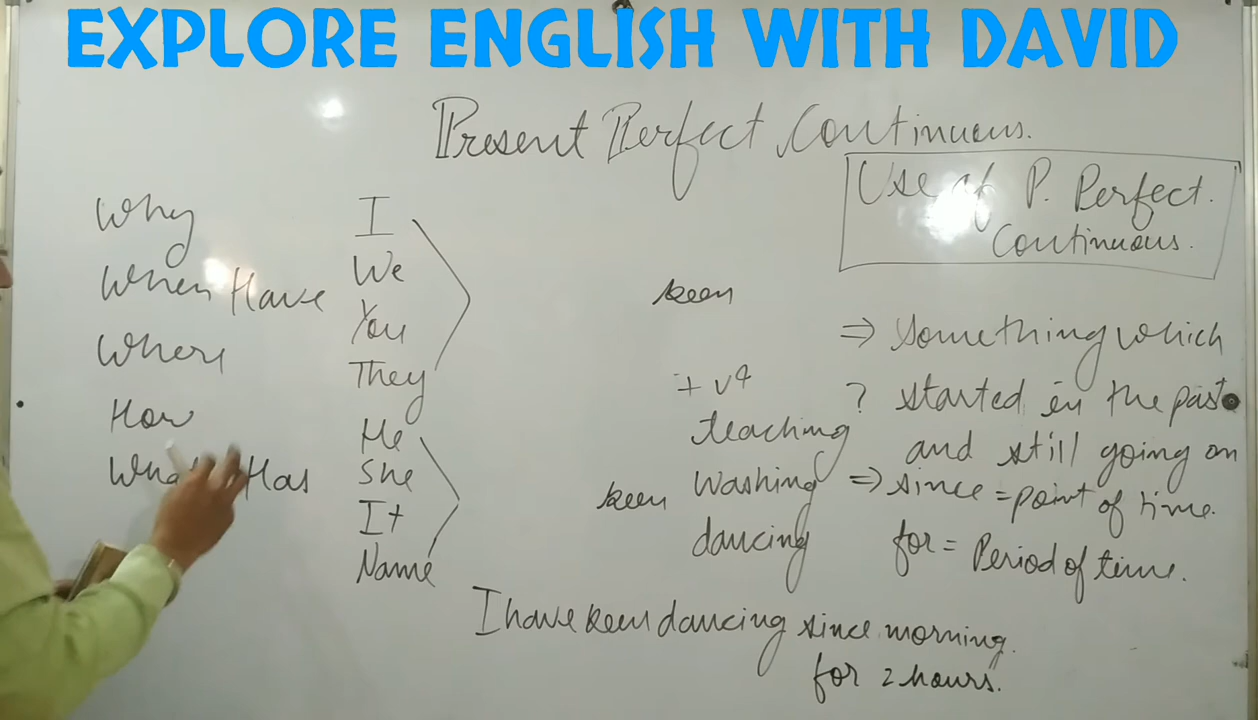 EXPLORE ENGLISH WITH DAVID
Present Perfect Continuous.
Use of P. Perfect.
Continuous.
Why
When
Where
How
What
Have
Has
I
We
You
They
He
She
It
Name
been
been
+ v4
teaching
washing
dancing
?
⇒ something which
started in the past
and still going on
⇒ since = point of time.
for = Period of time.
I have been dancing since morning.
for 2 hours.